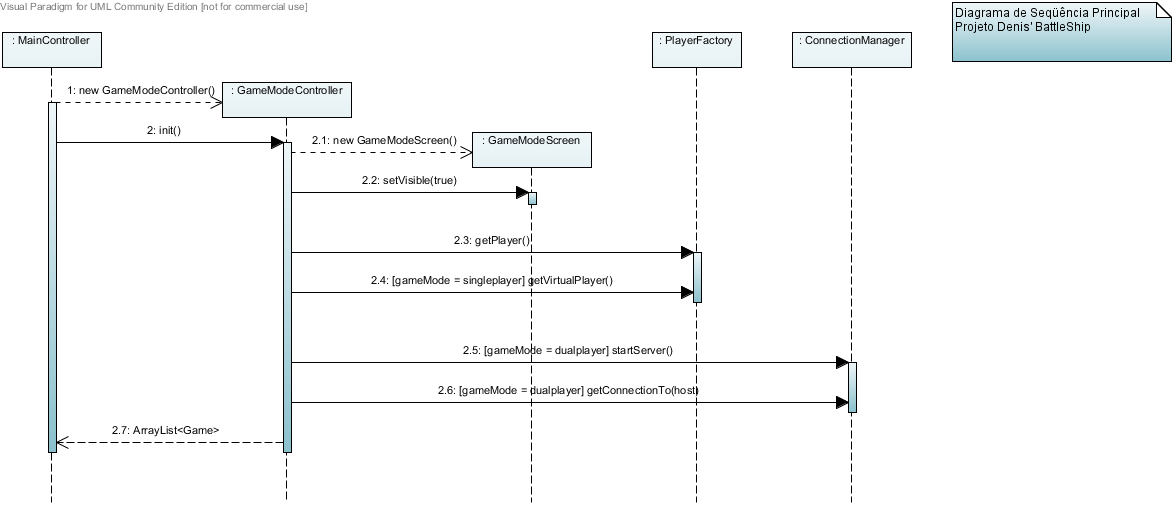 Visual Paradigm for UML Community Edition [not for commercial use]
Diagrama de Seqüência Principal
Projeto Denis' BattleShip
: MainController
: PlayerFactory
: ConnectionManager
1: new GameModeController()
: GameModeController
2: init()
2.1: new GameModeScreen()
: GameModeScreen
2.2: setVisible(true)
2.3: getPlayer()
2.4: [gameMode = singleplayer] getVirtualPlayer()
2.5: [gameMode = dualplayer] startServer()
2.6: [gameMode = dualplayer] getConnectionTo(host)
2.7: ArrayList<Game>